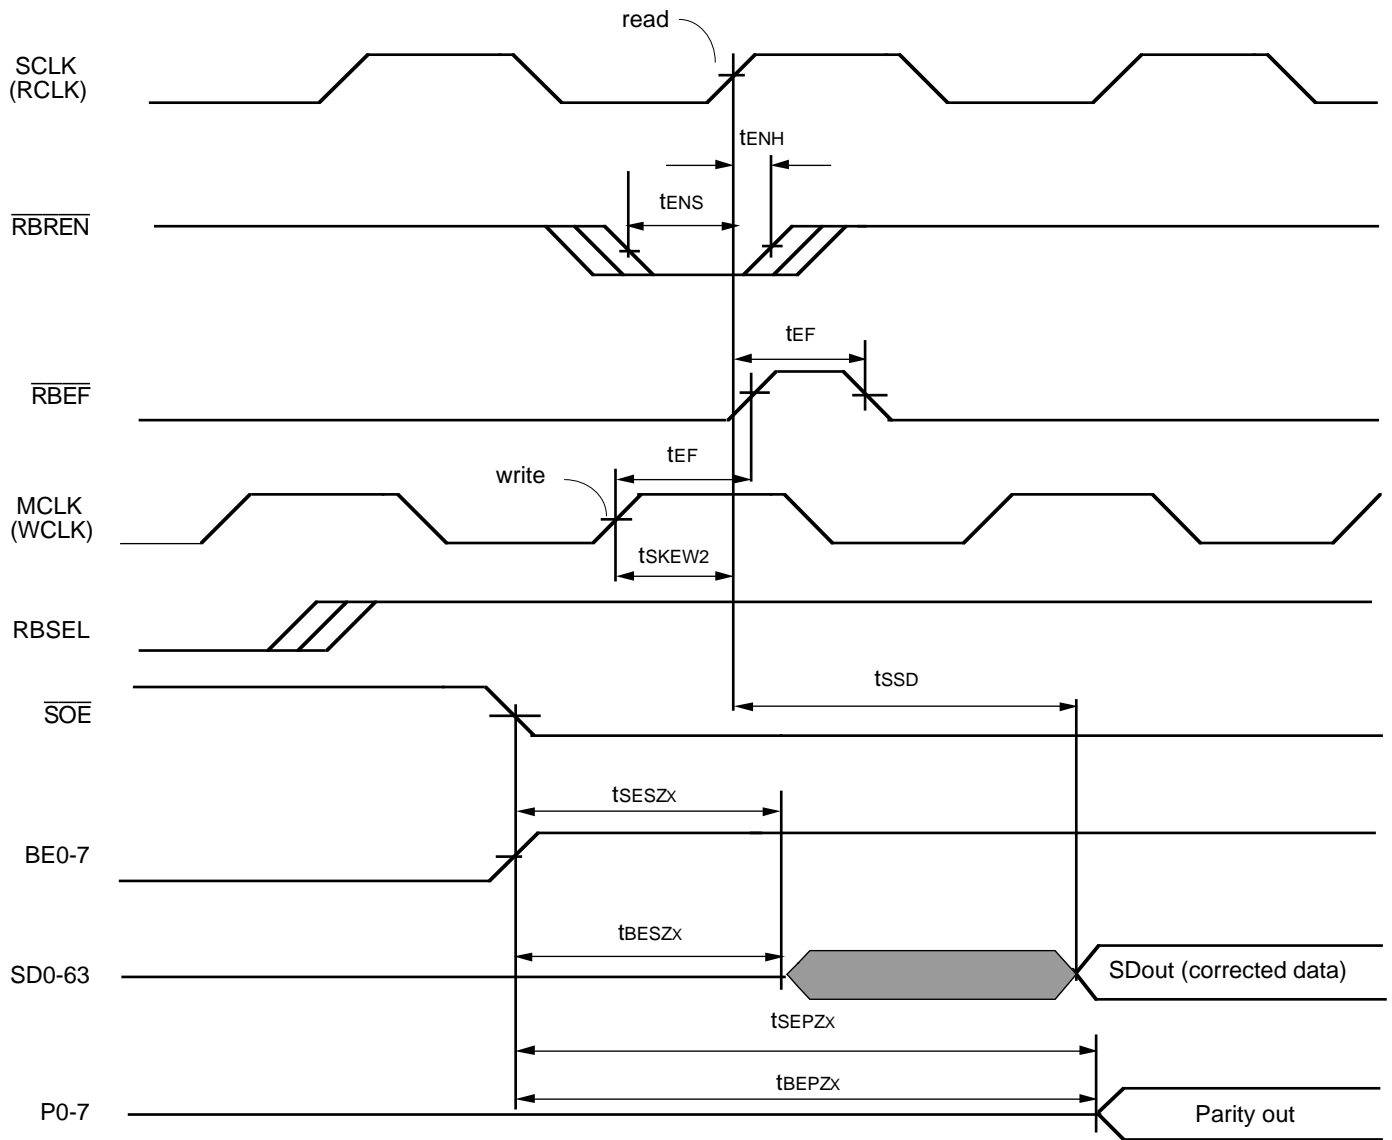 read
SCLK
(RCLK)
tENH
tENS
RBREN
tEF
RBEF
tEF
write
MCLK
(WCLK)
tSKEW2
RBSEL
tSSD
SOE
tSESZX
BE0-7
tBESZX
SD0-63
SDout (corrected data)
tSEPZX
tBEPZX
P0-7
Parity out